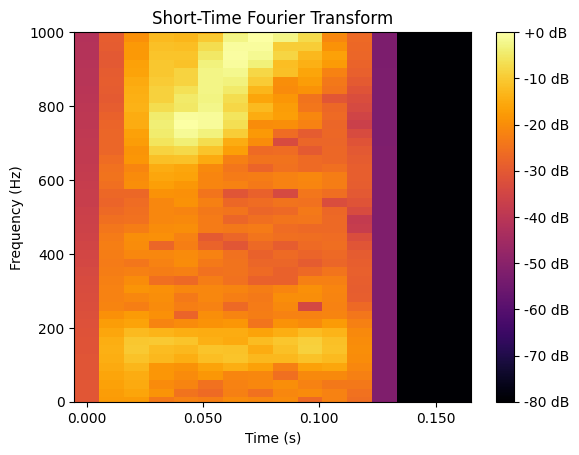 Short-Time Fourier Transform
1000
800
600
400
200
0
Frequency (Hz)
0.000
0.050
0.100
0.150
Time (s)
+0 dB
-10 dB
-20 dB
-30 dB
-40 dB
-50 dB
-60 dB
-70 dB
-80 dB